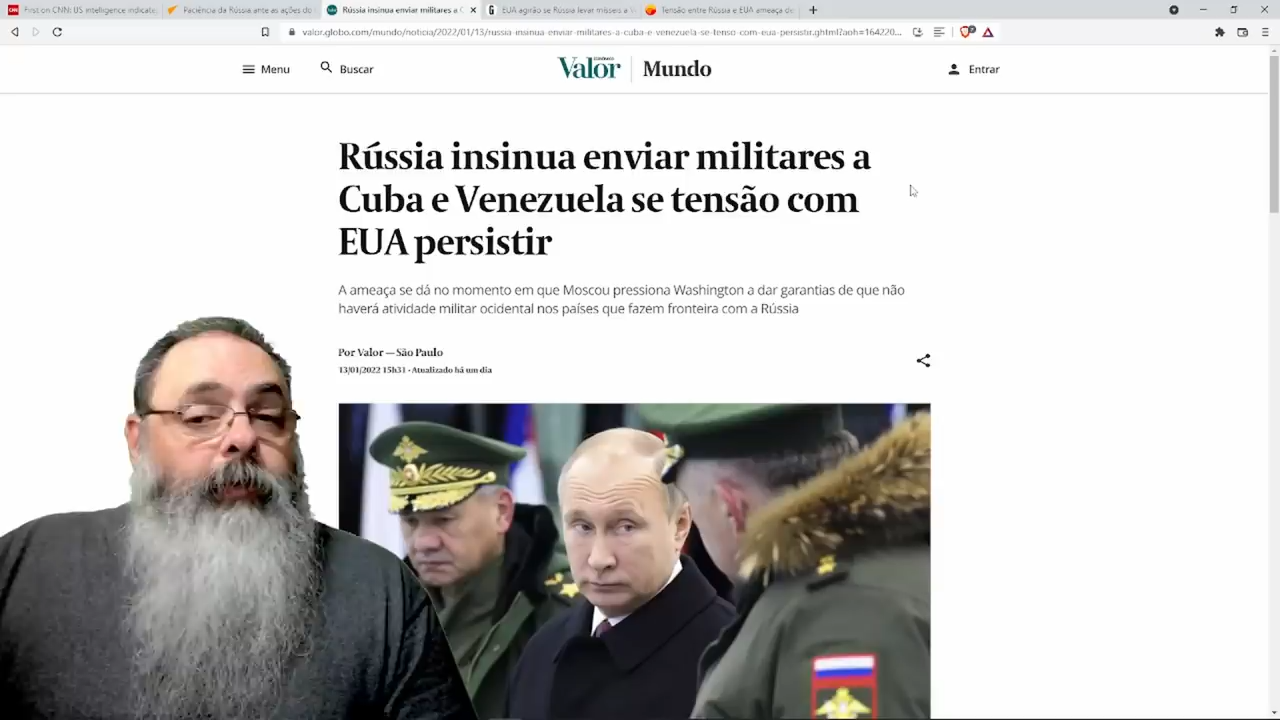 First on CNN: US intelligence indicate
Paciência da Rússia ante as ações do
Rússia insinua enviar militares a C
EUA agirão se Rússia levar mísseis a V
Tensão entre Rússia e EUA ameaça de
valor.globo.com/mundo/noticia/2022/01/13/russia-insinua-enviar-militares-a-cuba-e-venezuela-se-tenso-com-eua-persistir.ghtml?aoh=164220...
Menu
Buscar
Valor
Mundo
Entrar
Rússia insinua enviar militares a
Cuba e Venezuela se tensão com
EUA persistir
A ameaça se dá no momento em que Moscou pressiona Washington a dar garantias de que não
haverá atividade militar ocidental nos países que fazem fronteira com a Rússia
Por Valor — São Paulo
13/01/2022 15h31 · Atualizado há um dia